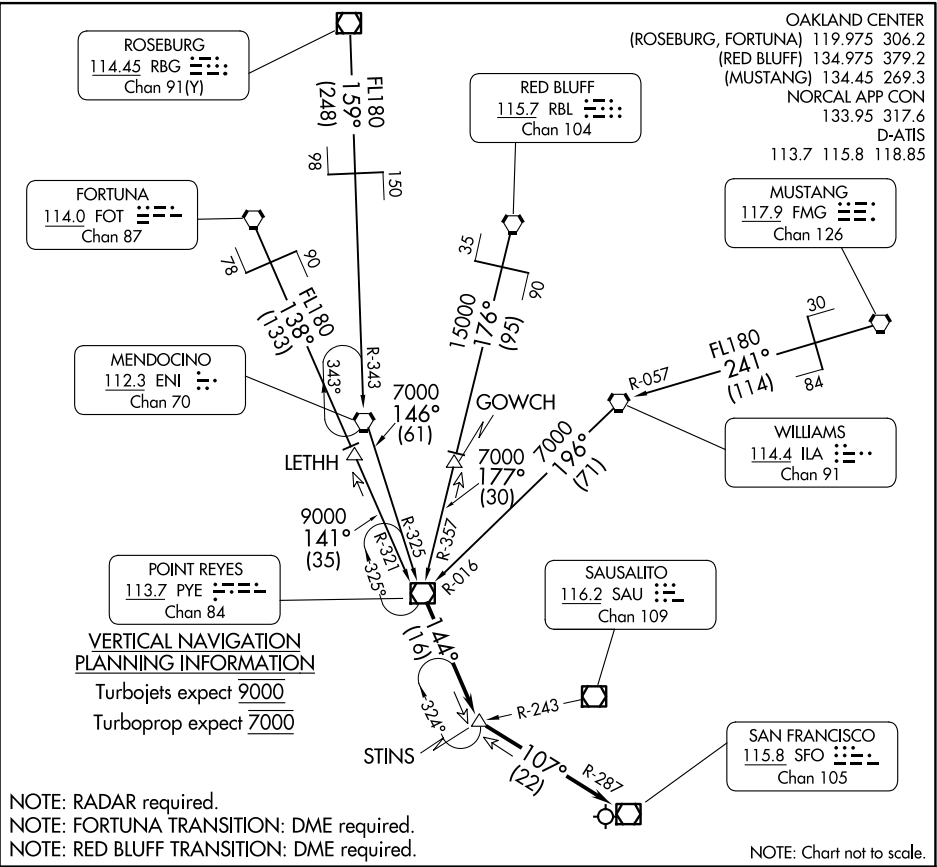 OAKLAND CENTER
(ROSEBURG, FORTUNA) 119.975 306.2
(RED BLUFF) 134.975 379.2
(MUSTANG) 134.45 269.3
NORCAL APP CON
133.95 317.6
D-ATIS
113.7 115.8 118.85
ROSEBURG
114.45 RBG
Chan 91(Y)
FL180
159°
(248)
98
150
RED BLUFF
115.7 RBL
Chan 104
FORTUNA
114.0 FOT
Chan 87
MUSTANG
117.9 FMG
Chan 126
78
90
FL180
138°
(133)
35
90
15000
176°
(95)
30
84
FL180
241°
(114)
R-057
MENDOCINO
112.3 ENI
Chan 70
343°
R-343
7000
146°
(61)
GOWCH
LETHH
7000
177°
(30)
7000
196°
(71)
WILLIAMS
114.4 ILA
Chan 91
9000
141°
(35)
R-321
R-325
R-357
R-016
325°
POINT REYES
113.7 PYE
Chan 84
SAUSALITO
116.2 SAU
Chan 109
VERTICAL NAVIGATION
PLANNING INFORMATION
Turbojets expect 9000
Turboprop expect 7000
144°
(16)
324°
R-243
STINS
107°
(22)
R-287
SAN FRANCISCO
115.8 SFO
Chan 105
NOTE: RADAR required.
NOTE: FORTUNA TRANSITION: DME required.
NOTE: RED BLUFF TRANSITION: DME required.
NOTE: Chart not to scale.